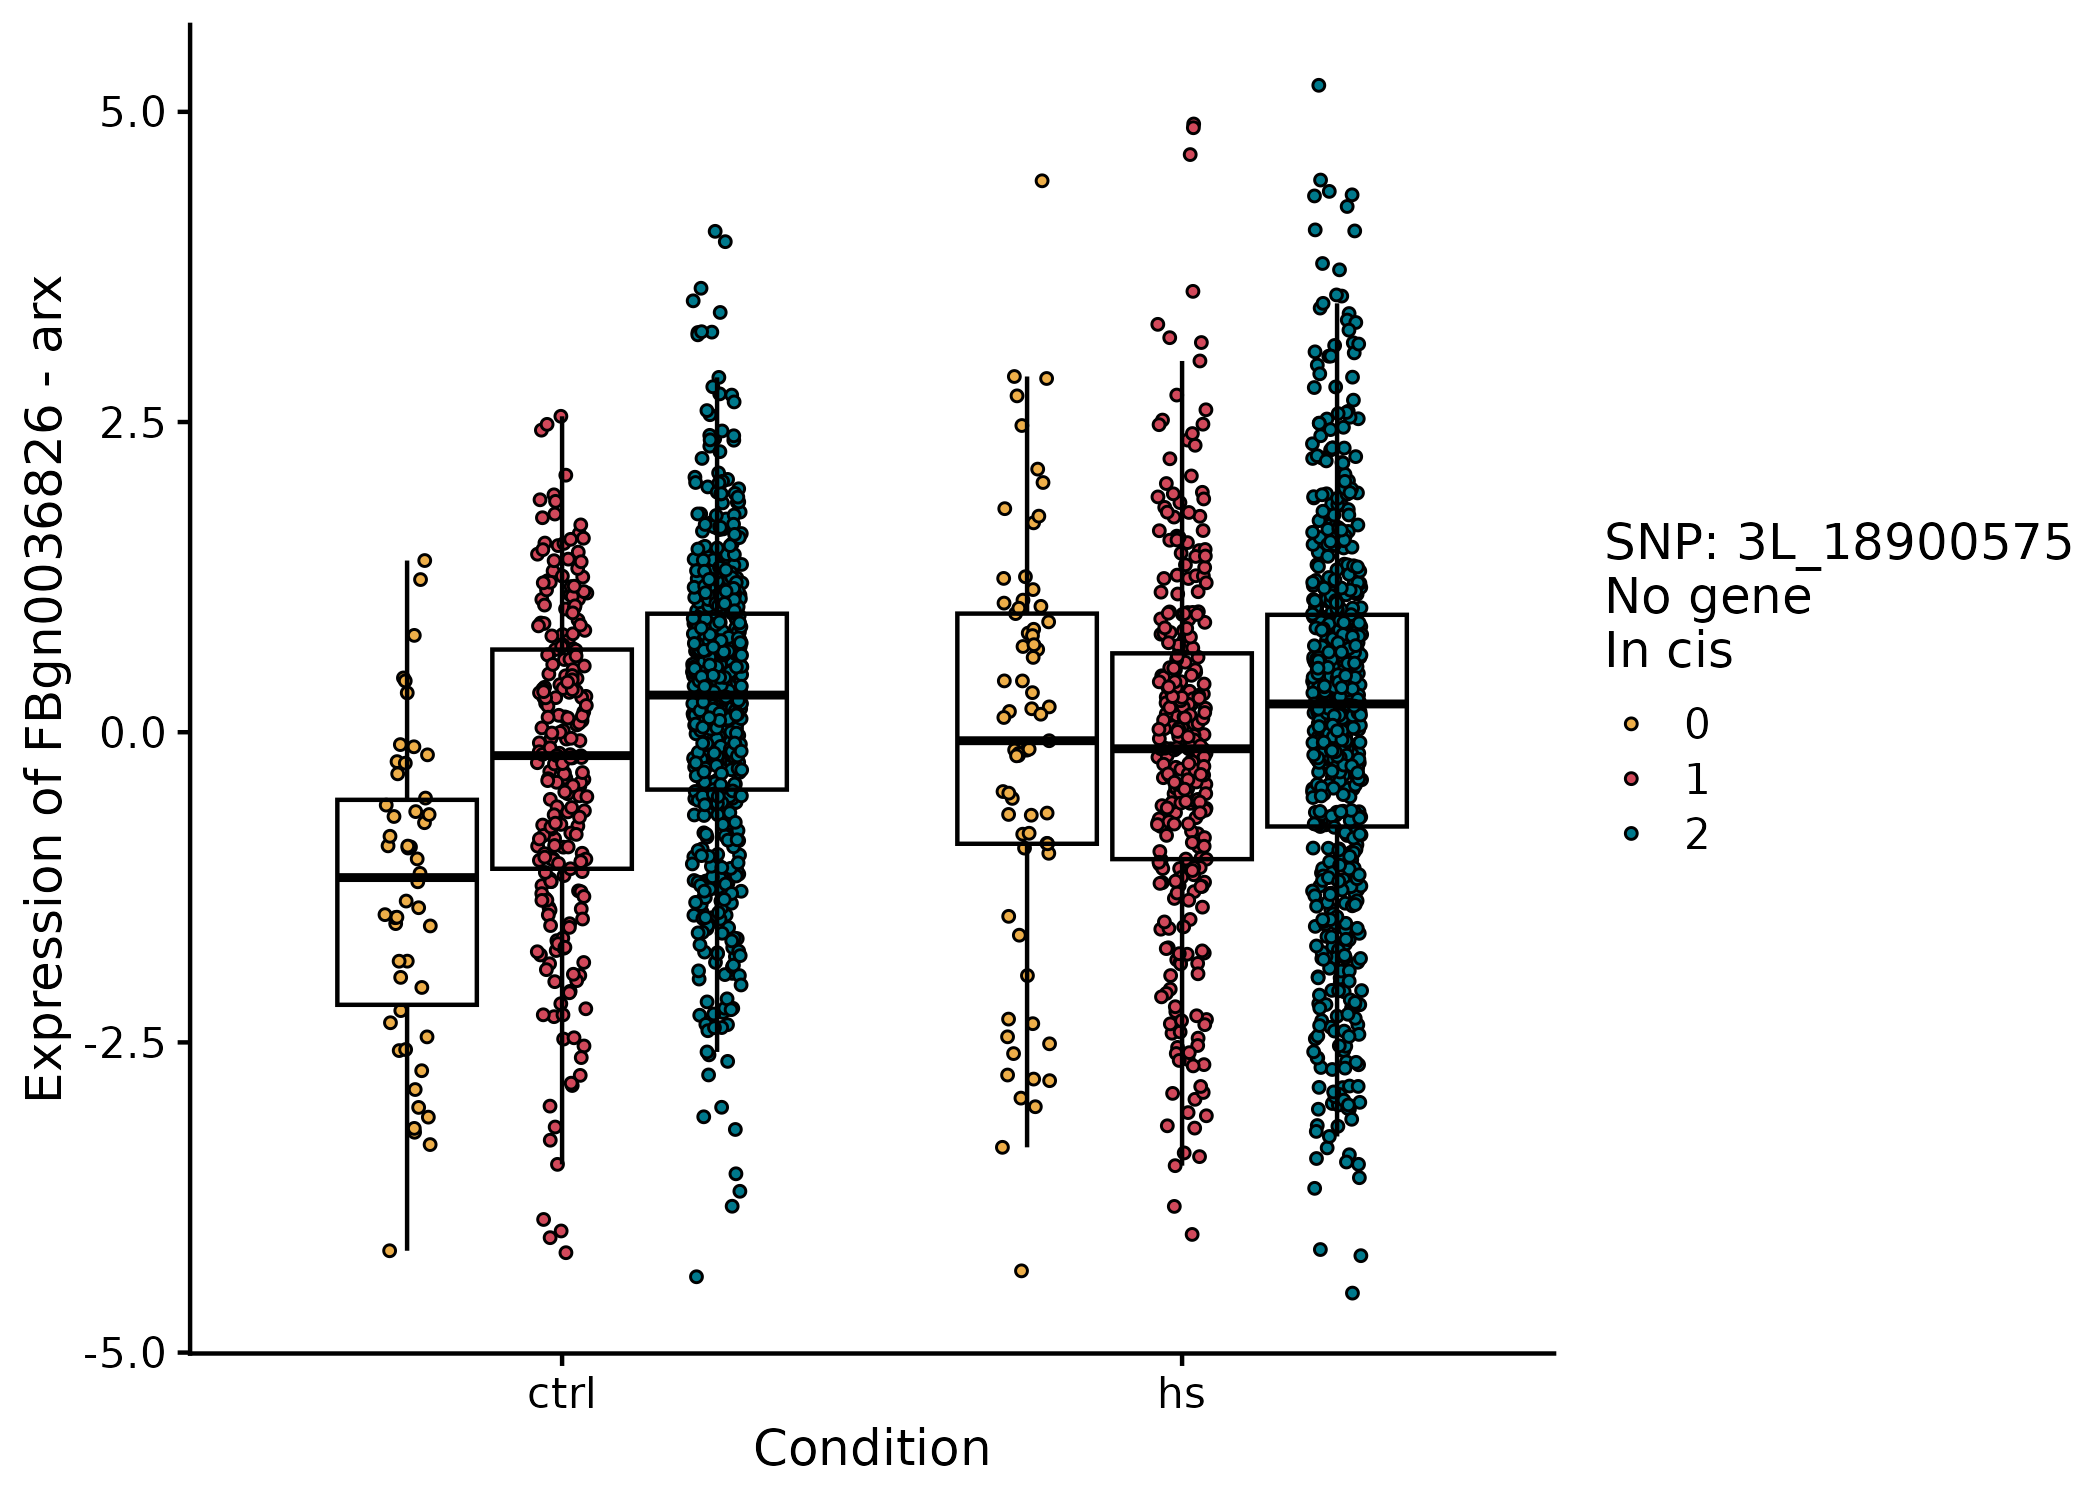 Expression of FBgn0036826 - arx
5.0
2.5
0.0
-2.5
-5.0
ctrl
hs
Condition
SNP: 3L_18900575
No gene
In cis
0
1
2